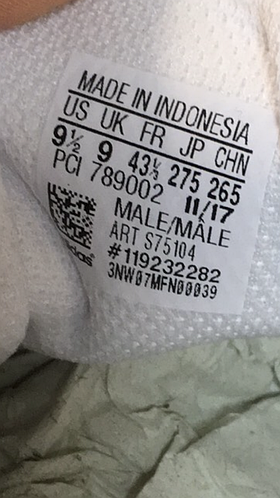 MADE IN INDONESIA
US UK FR JP CHN
9½ 9 43⅓ 275 265
PCI 789002 11/17
MALE/MÂLE
ART S75104
#119232282
3NW07MFN00039